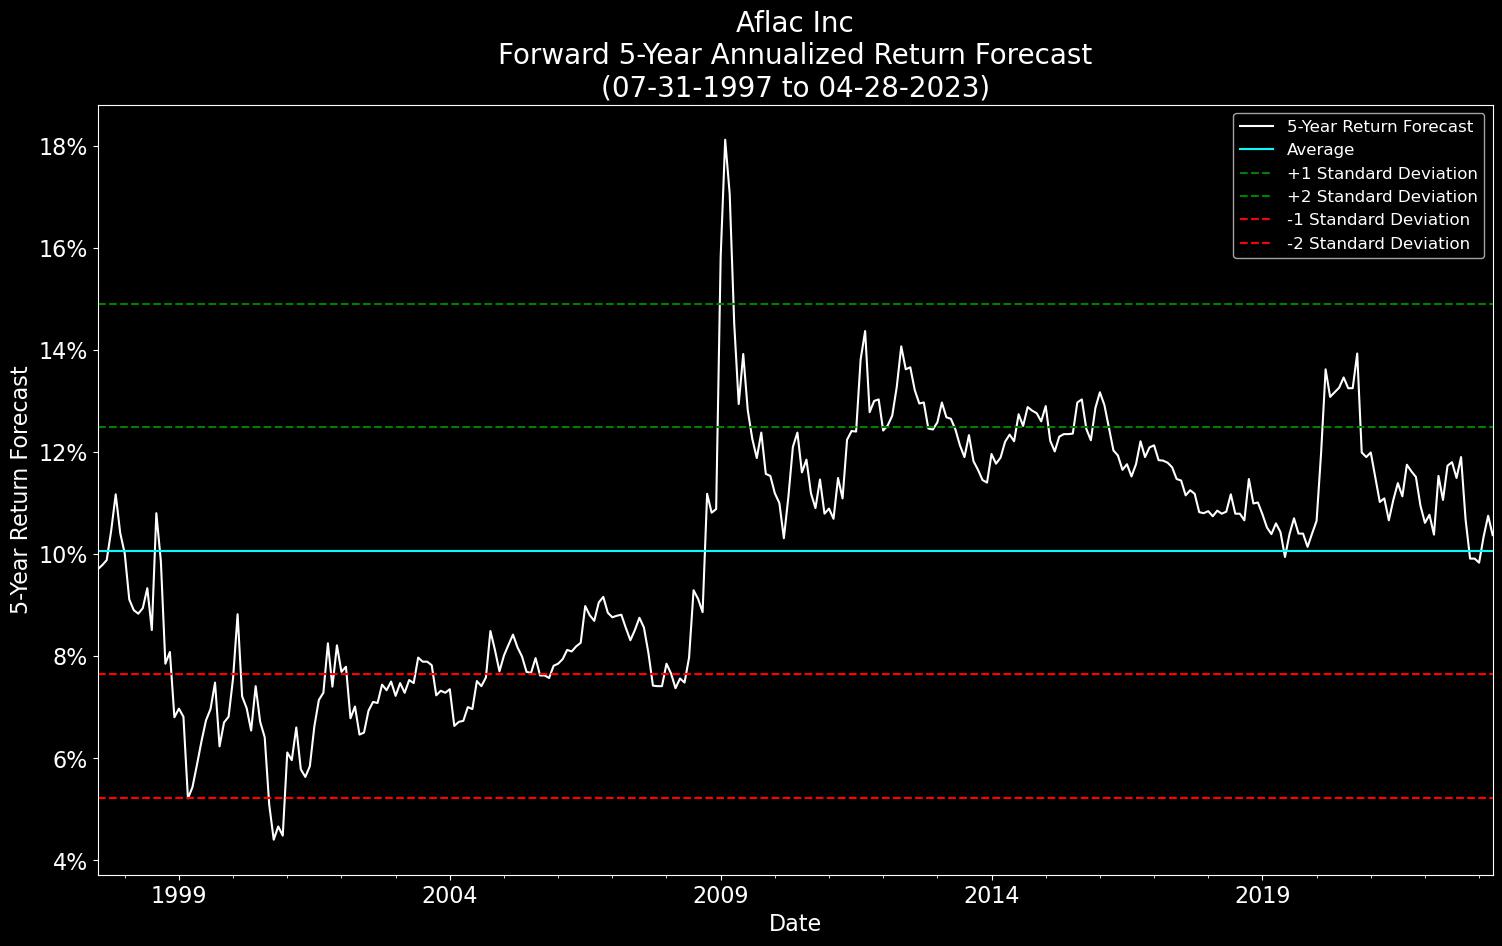 Aflac Inc
Forward 5-Year Annualized Return Forecast
(07-31-1997 to 04-28-2023)
5-Year Return Forecast
Average
+1 Standard Deviation
+2 Standard Deviation
-1 Standard Deviation
-2 Standard Deviation
18%
16%
14%
12%
10%
8%
6%
4%
5-Year Return Forecast
1999 2004 2009 2014 2019
Date